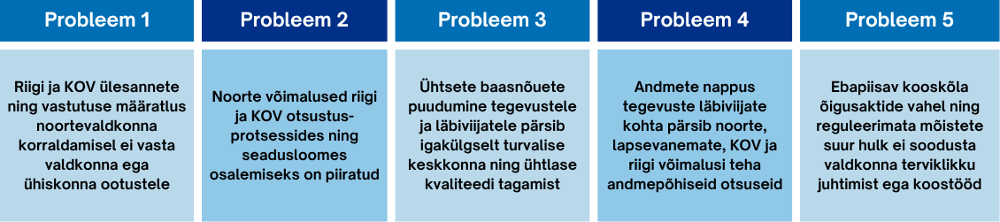 Probleem 1
Riigi ja KOV ülesannete
ning vastutuse määratlus
noortevaldkonna
korraldamisel ei vasta
valdkonna ega
ühiskonna ootustele
Probleem 2
Noorte võimalused riigi
ja KOV otsustus-
protsessides ning
seadusloomes
osalemiseks on piiratud
Probleem 3
Ühtsete baasnõuete
puudumine tegevustele
ja läbiviijatele pärsib
igakülgselt turvalise
keskkonna ning ühtlase
kvaliteedi tagamist
Probleem 4
Andmete nappus
tegevuste läbiviijate
kohta pärsib noorte,
lapsevanemate, KOV ja
riigi võimalusi teha
andmepõhiseid otsuseid
Probleem 5
Ebapiisav kooskõla
õigusaktide vahel ning
reguleerimata mõistete
suur hulk ei soodusta
valdkonna terviklikku
juhtimist ega koostööd